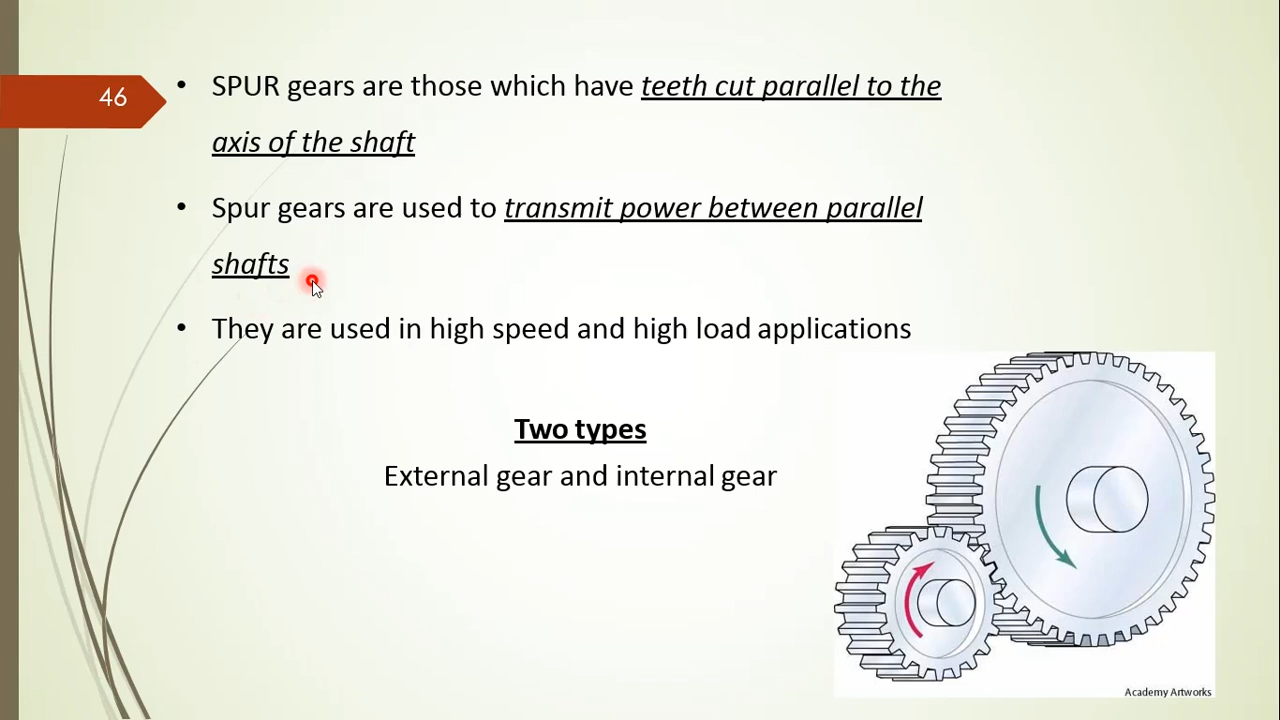 46
• SPUR gears are those which have teeth cut parallel to the
axis of the shaft
• Spur gears are used to transmit power between parallel
shafts
• They are used in high speed and high load applications
Two types
External gear and internal gear
Academy Artworks